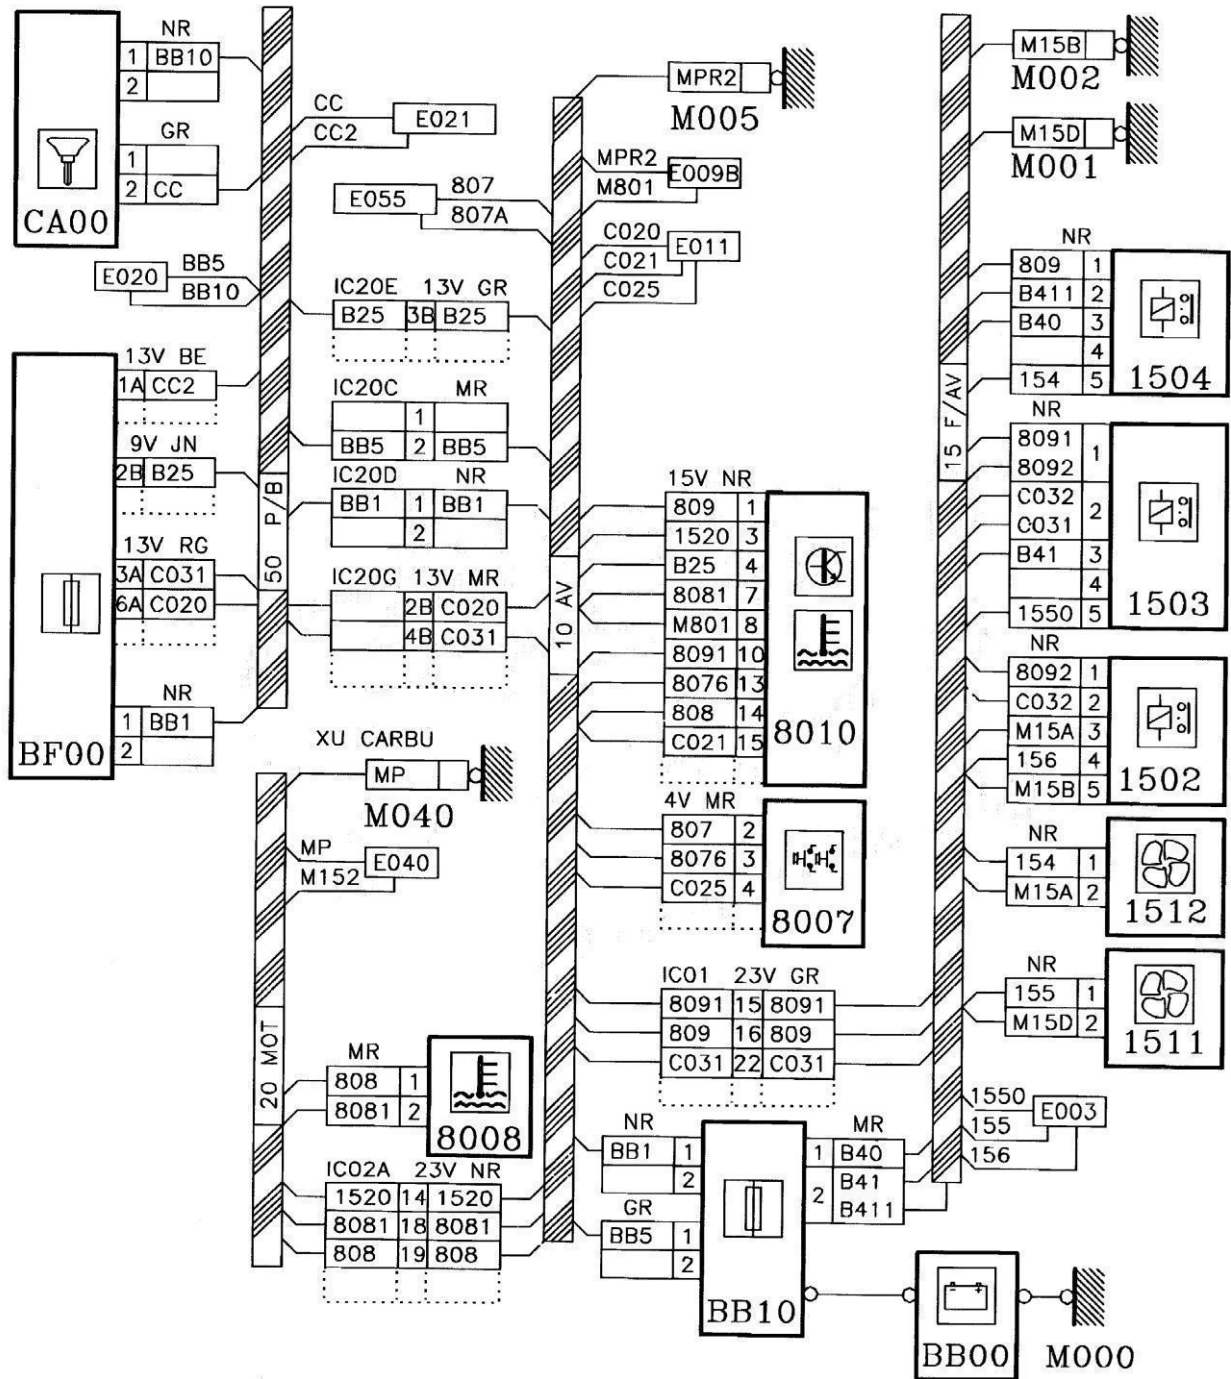 NR
1 BB10
2
GR
1
2 CC
CA00
CC
CC2
E021
E020
BB5
BB10
E055
807
807A
MPR2
M005
MPR2
M801
E009B
C020
C021
C025
E011
M15B
M002
M15D
M001
IC20E 13V GR
B25 3B B25
13V BE
1A CC2
9V JN
2B B25
13V RG
3A C031
6A C020
NR
1 BB1
2
BF00
50 P/B
IC20C MR
1
BB5 2 BB5
IC20D NR
BB1 1 BB1
2
IC20G 13V MR
2B C020
4B C031
10 AV
15V NR
809 1
1520 3
B25 4
8081 7
M801 8
8091 10
8076 13
808 14
C021 15
8010
4V MR
807 2
8076 3
C025 4
8007
15 F/AV
NR
809 1
B411 2
B40 3
4
154 5
1504
NR
8091 1
8092
C032 2
C031
B41 3
4
1550 5
1503
NR
8092 1
C032 2
M15A 3
156 4
M15B 5
1502
NR
154 1
M15A 2
1512
NR
155 1
M15D 2
1511
XU CARBU
MP
M040
MP
M152
E040
20 MOT
MR
808 1
8081 2
8008
IC02A 23V NR
1520 14 1520
8081 18 8081
808 19 808
IC01 23V GR
8091 15 8091
809 16 809
C031 22 C031
NR
BB1 1
2
GR
BB5 1
2
BB10
MR
1 B40
2 B41
B411
1550
155
156
E003
BB00
M000